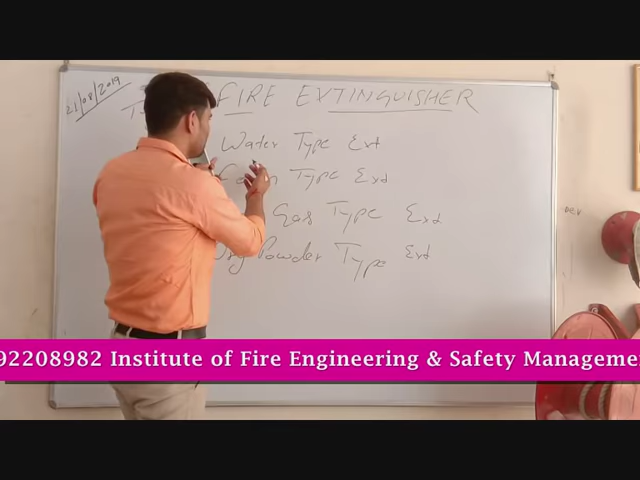 21/08/2019
FIRE EXTINGUISHER
Water Type Ext
Type Ext
Gas Type Ext
Dry Powder Type Ext
92208982 Institute of Fire Engineering & Safety Manageme